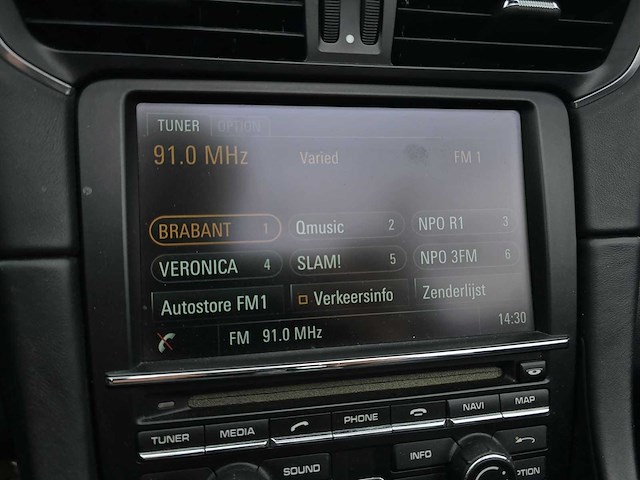 TUNER OPTION
91.0 MHz Varied FM 1
BRABANT 1 Qmusic 2 NPO R1 3
VERONICA 4 SLAM! 5 NPO 3FM 6
Autostore FM1 Verkeersinfo Zenderlijst
FM 91.0 MHz 14:30
TUNER MEDIA PHONE NAVI MAP
SOUND INFO